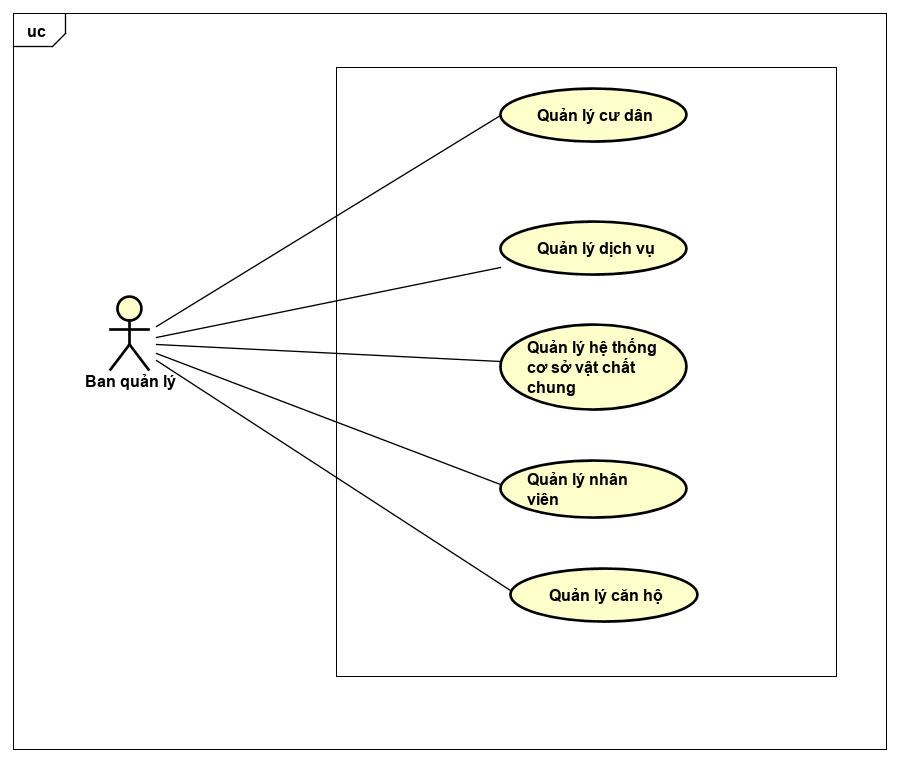 uc
Quản lý cư dân
Quản lý dịch vụ
Quản lý hệ thống
cơ sở vật chất
chung
Ban quản lý
Quản lý nhân
viên
Quản lý căn hộ